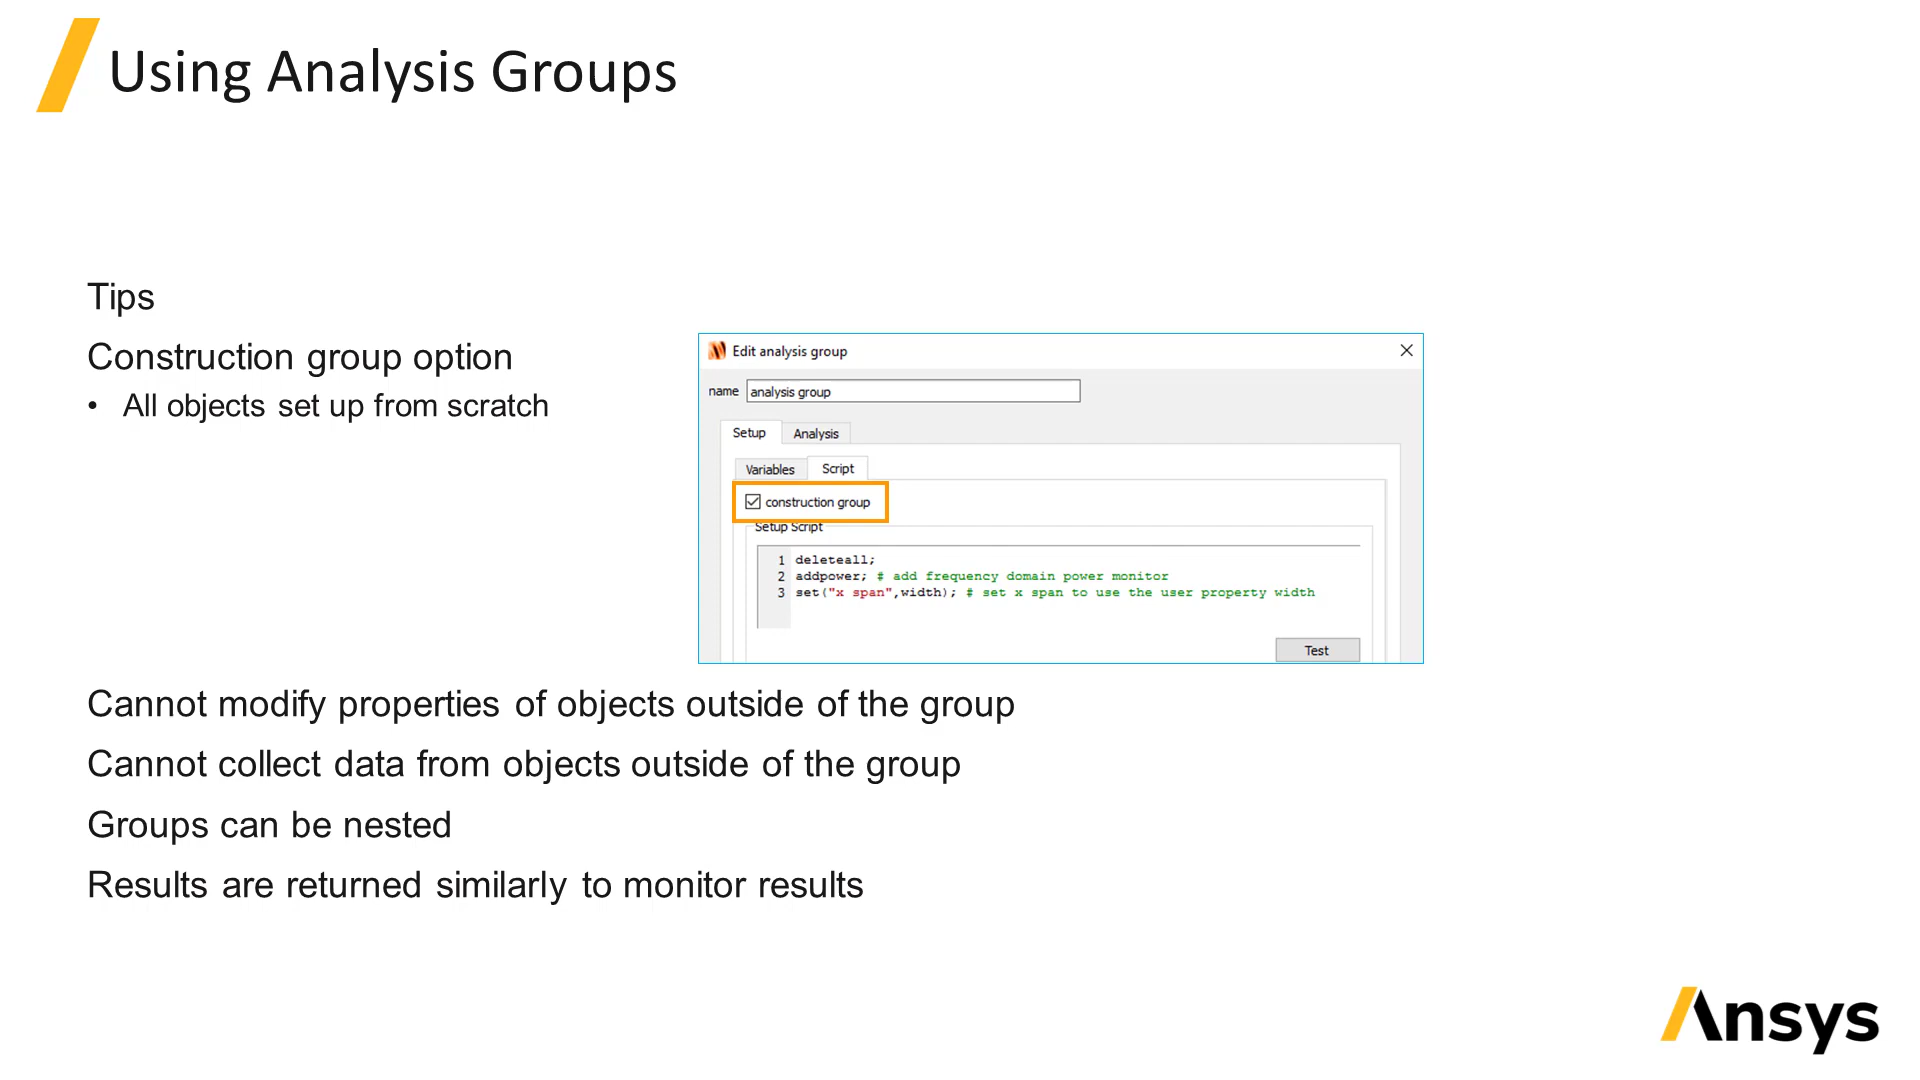 Using Analysis Groups
Tips
Construction group option
• All objects set up from scratch
Edit analysis group
name analysis group
Setup Analysis
Variables Script
construction group
Setup Script
1 deleteall;
2 addpower; # add frequency domain power monitor
3 set("x span",width); # set x span to use the user property width
Test
Cannot modify properties of objects outside of the group
Cannot collect data from objects outside of the group
Groups can be nested
Results are returned similarly to monitor results
Ansys